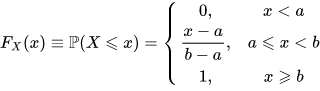 F_X(x) ≡ ℙ(X ⩽ x) = { 0, x < a
(x − a)/(b − a), a ⩽ x < b
1, x ⩾ b